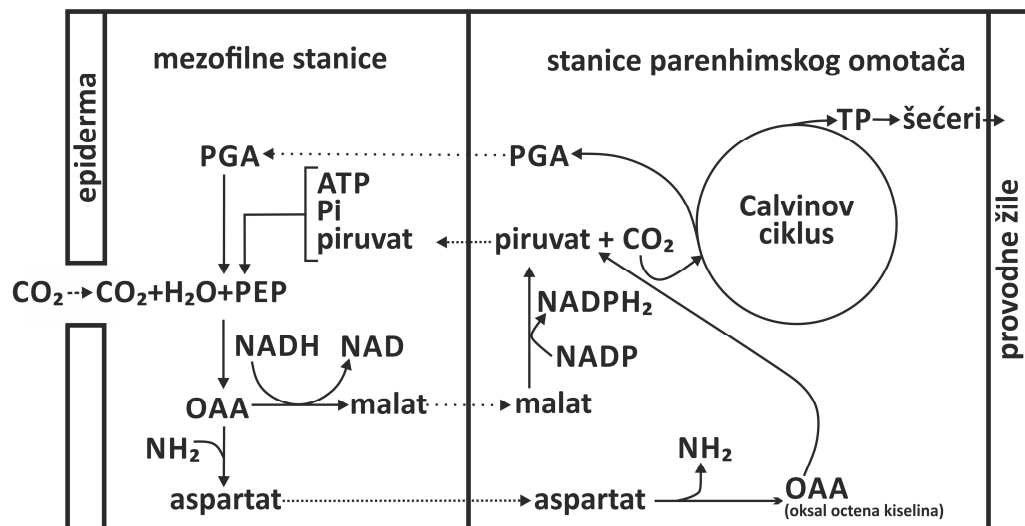 mezofilne stanice
stanice parenhimskog omotača
epiderma
provodne žile
TP
šećeri
PGA
PGA
ATP
Pi
piruvat
piruvat + CO₂
Calvinov
ciklus
CO₂
CO₂+H₂O+PEP
NADPH₂
NADH
NAD
NADP
OAA
malat
malat
NH₂
NH₂
aspartat
aspartat
OAA
(oksal octena kiselina)